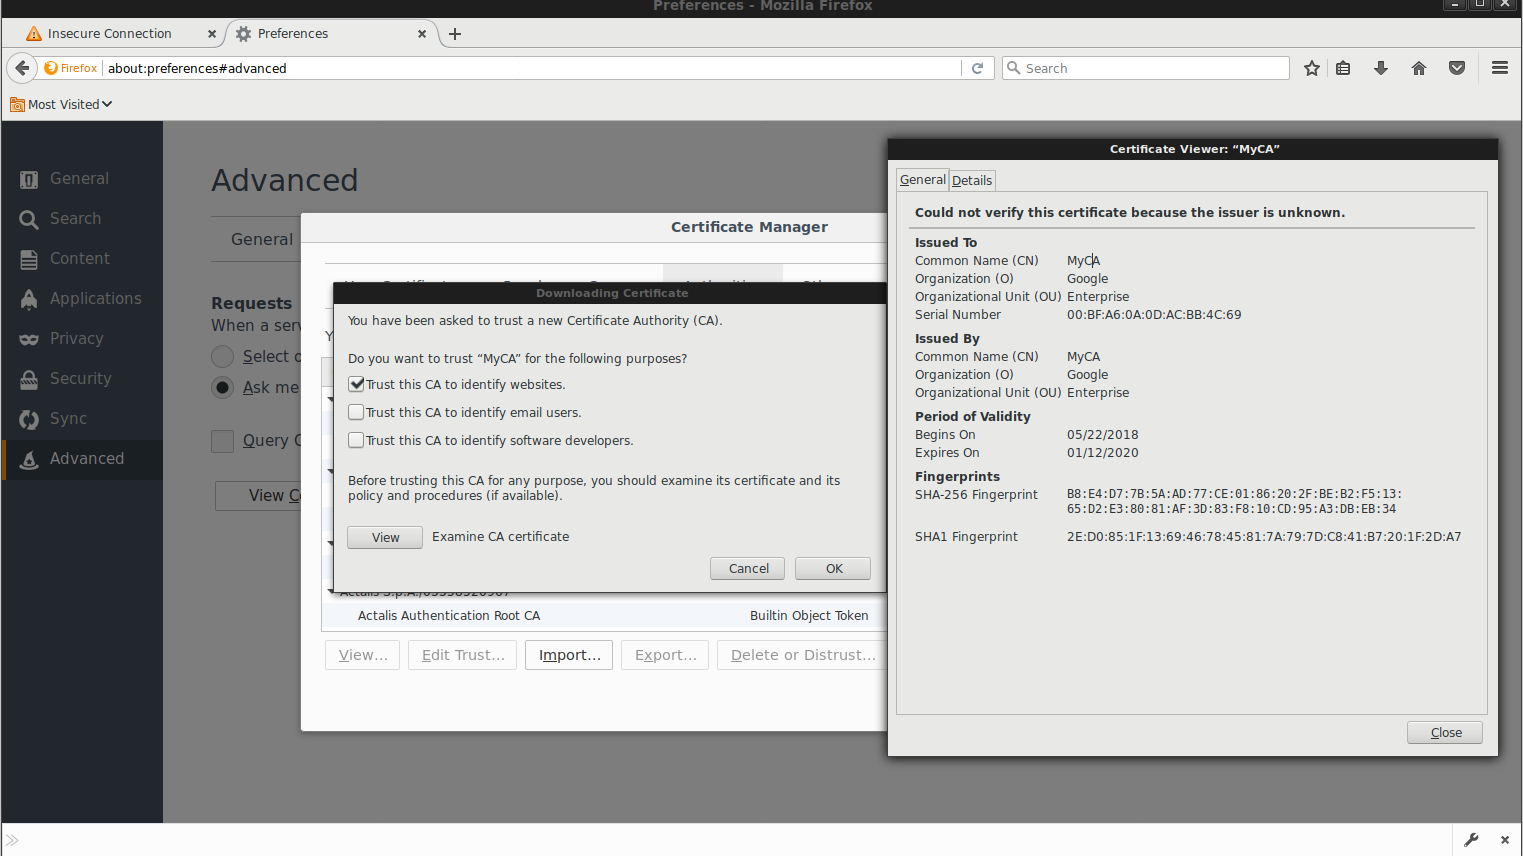 Preferences - Mozilla Firefox
Insecure Connection
Preferences
Firefox
about:preferences#advanced
Search
Most Visited
General
Search
Content
Applications
Privacy
Security
Sync
Advanced
Advanced
General
Requests
When a serv
Select o
Ask me
Query
View C
Certificate Manager
Downloading Certificate
You have been asked to trust a new Certificate Authority (CA).
Do you want to trust “MyCA” for the following purposes?
Trust this CA to identify websites.
Trust this CA to identify email users.
Trust this CA to identify software developers.
Before trusting this CA for any purpose, you should examine its certificate and its
policy and procedures (if available).
View Examine CA certificate
Cancel OK
Actalis Authentication Root CA Builtin Object Token
View... Edit Trust... Import... Export... Delete or Distrust...
Certificate Viewer: “MyCA”
General Details
Could not verify this certificate because the issuer is unknown.
Issued To
Common Name (CN) MyCA
Organization (O) Google
Organizational Unit (OU) Enterprise
Serial Number 00:BF:A6:0A:0D:AC:BB:4C:69
Issued By
Common Name (CN) MyCA
Organization (O) Google
Organizational Unit (OU) Enterprise
Period of Validity
Begins On 05/22/2018
Expires On 01/12/2020
Fingerprints
SHA-256 Fingerprint B8:E4:D7:7B:5A:AD:77:CE:01:86:20:2F:BE:B2:F5:13:
65:D2:E3:80:81:AF:3D:83:F8:10:CD:95:A3:DB:EB:34
SHA1 Fingerprint 2E:D0:85:1F:13:69:46:78:45:81:7A:79:7D:C8:41:B7:20:1F:2D:A7
Close